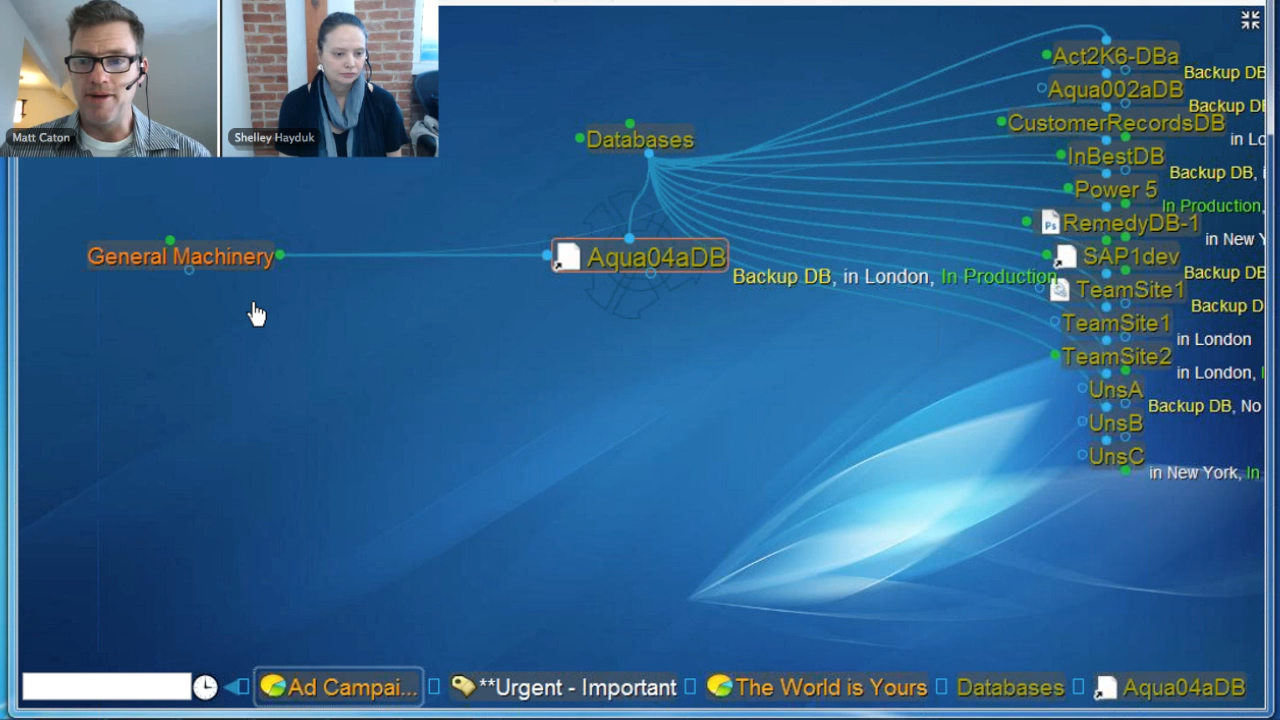 Matt Caton
Shelley Hayduk
Act2K6-DBa
Backup DB
Aqua002aDB
Backup DB
Databases
CustomerRecordsDB
in Lo
InBestDB
Backup DB, i
Power 5
In Production,
Ps RemedyDB-1
in New Y
General Machinery
Aqua04aDB
SAP1dev
Backup DB
Backup DB, in London, In Production
TeamSite1
Backup D
TeamSite1
in London
TeamSite2
in London, I
UnsA
Backup DB, No
UnsB
UnsC
in New York, In
Ad Campai... **Urgent - Important The World is Yours Databases Aqua04aDB